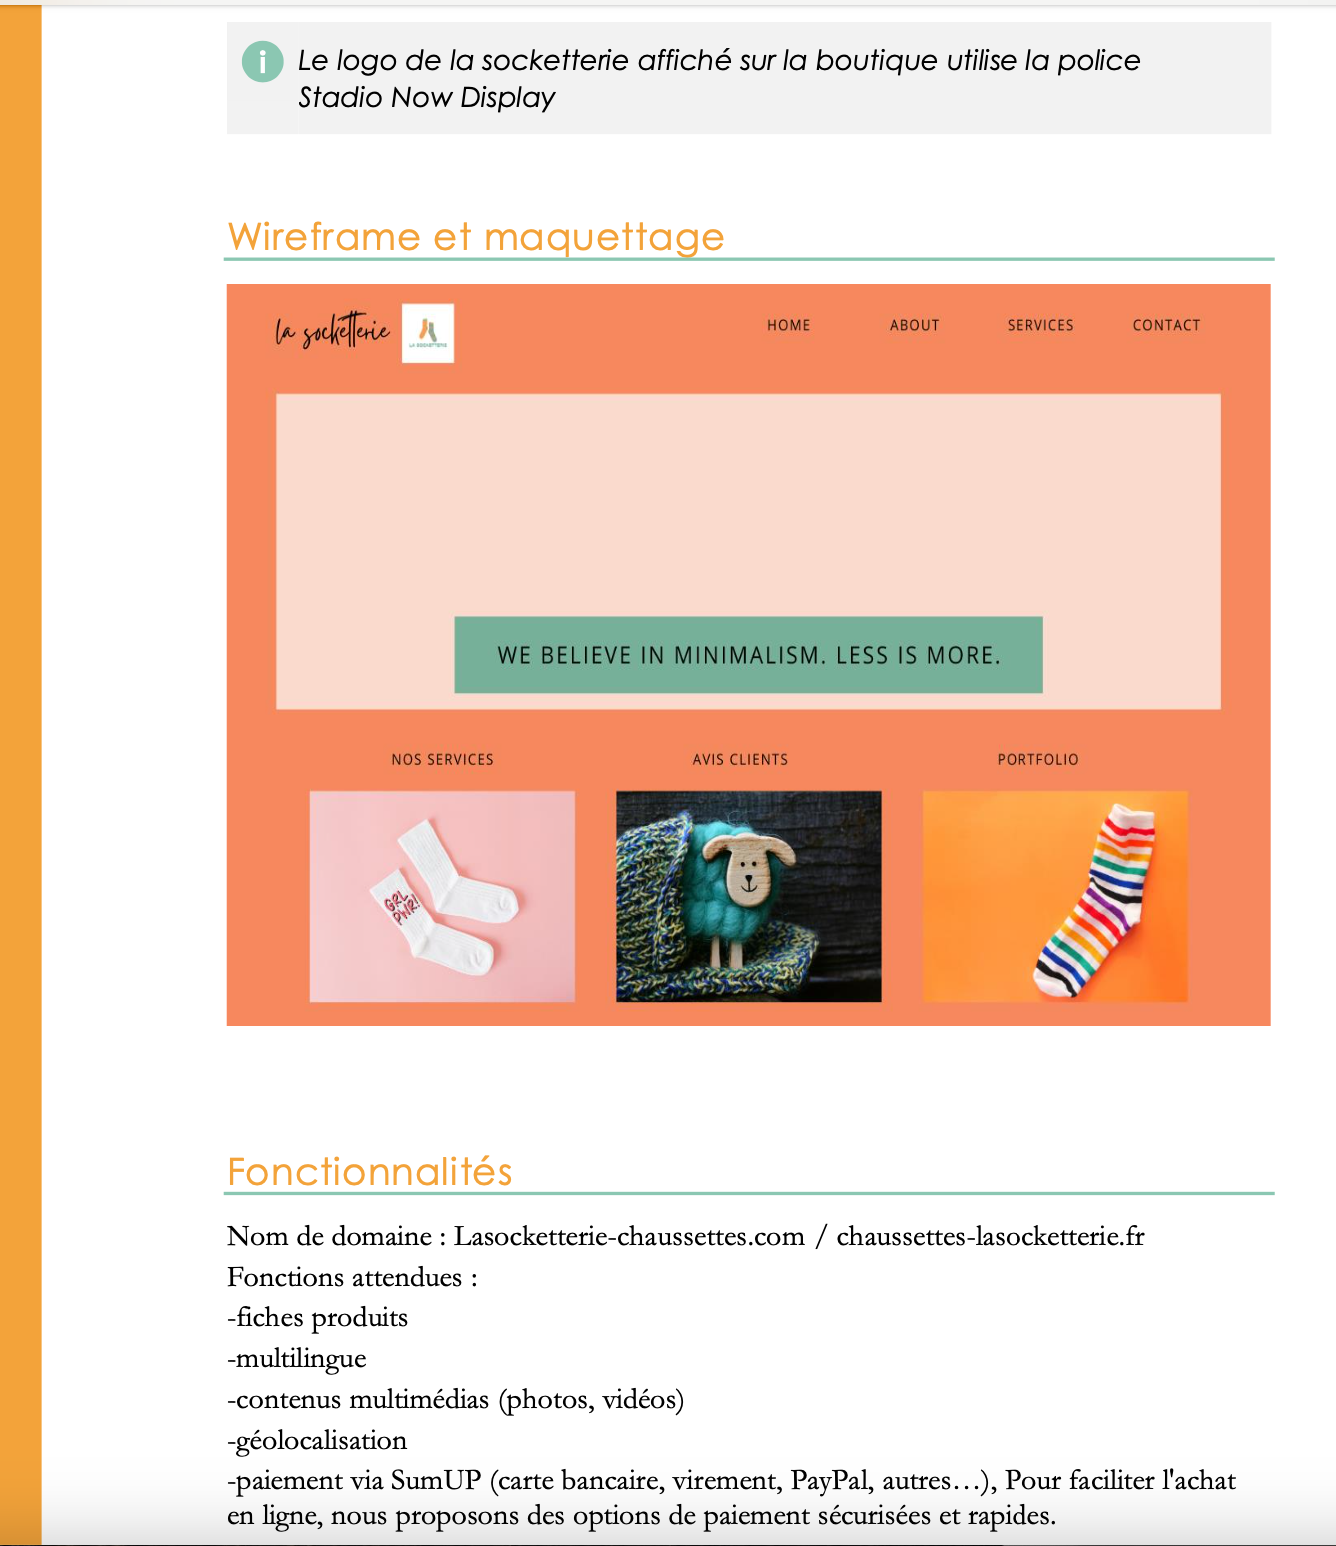 Le logo de la socketterie affiché sur la boutique utilise la police
Stadio Now Display
Wireframe et maquettage
la socketterie
LA SOCKETTERIE
HOME ABOUT SERVICES CONTACT
WE BELIEVE IN MINIMALISM. LESS IS MORE.
NOS SERVICES AVIS CLIENTS PORTFOLIO
GRL
PWR!
Fonctionnalités
Nom de domaine : Lasocketterie-chaussettes.com / chaussettes-lasocketterie.fr
Fonctions attendues :
-fiches produits
-multilingue
-contenus multimédias (photos, vidéos)
-géolocalisation
-paiement via SumUP (carte bancaire, virement, PayPal, autres…), Pour faciliter l'achat
en ligne, nous proposons des options de paiement sécurisées et rapides.